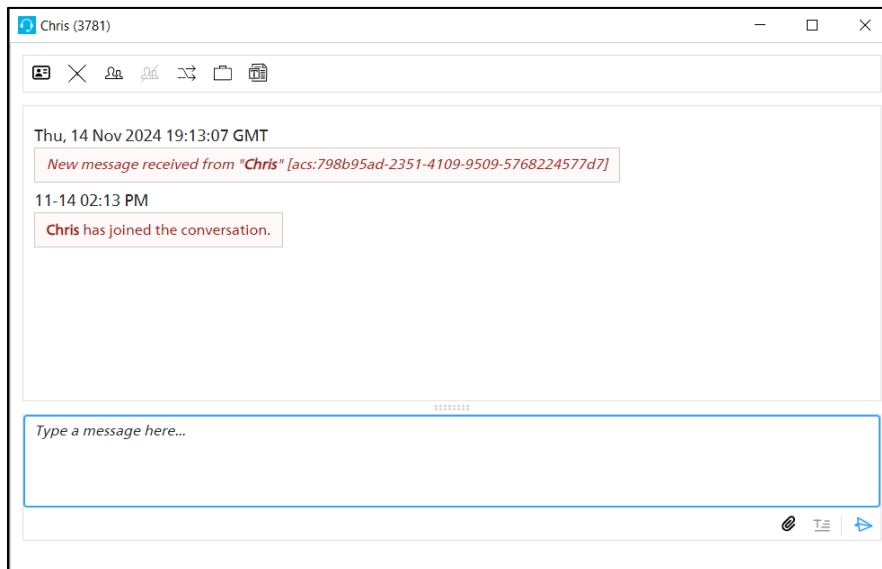 Chris (3781)
Thu, 14 Nov 2024 19:13:07 GMT
New message received from "Chris" [acs:798b95ad-2351-4109-9509-5768224577d7]
11-14 02:13 PM
Chris has joined the conversation.
Type a message here...